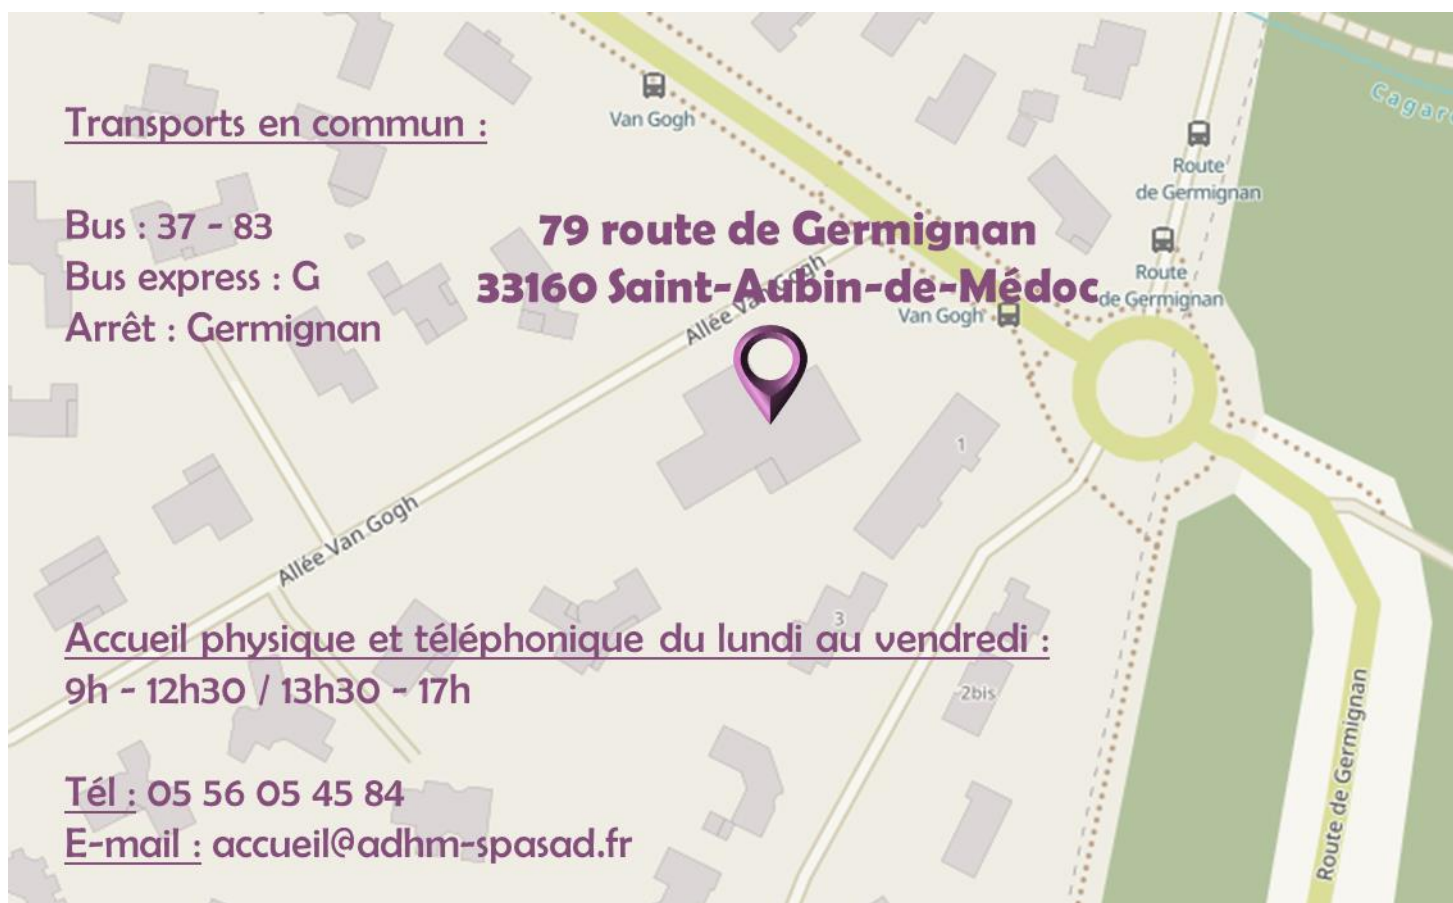 Transports en commun :
Bus : 37 - 83
Bus express : G
Arrêt : Germignan
79 route de Germignan
33160 Saint-Aubin-de-Médoc
Accueil physique et téléphonique du lundi au vendredi :
9h - 12h30 / 13h30 - 17h
Tél : 05 56 05 45 84
E-mail : accueil@adhm-spasad.fr
Van Gogh
Route
de Germignan
Route
de Germignan
Van Gogh
Allée Van Gogh
Allée Van Gogh
1
3
2bis
Route de Germignan